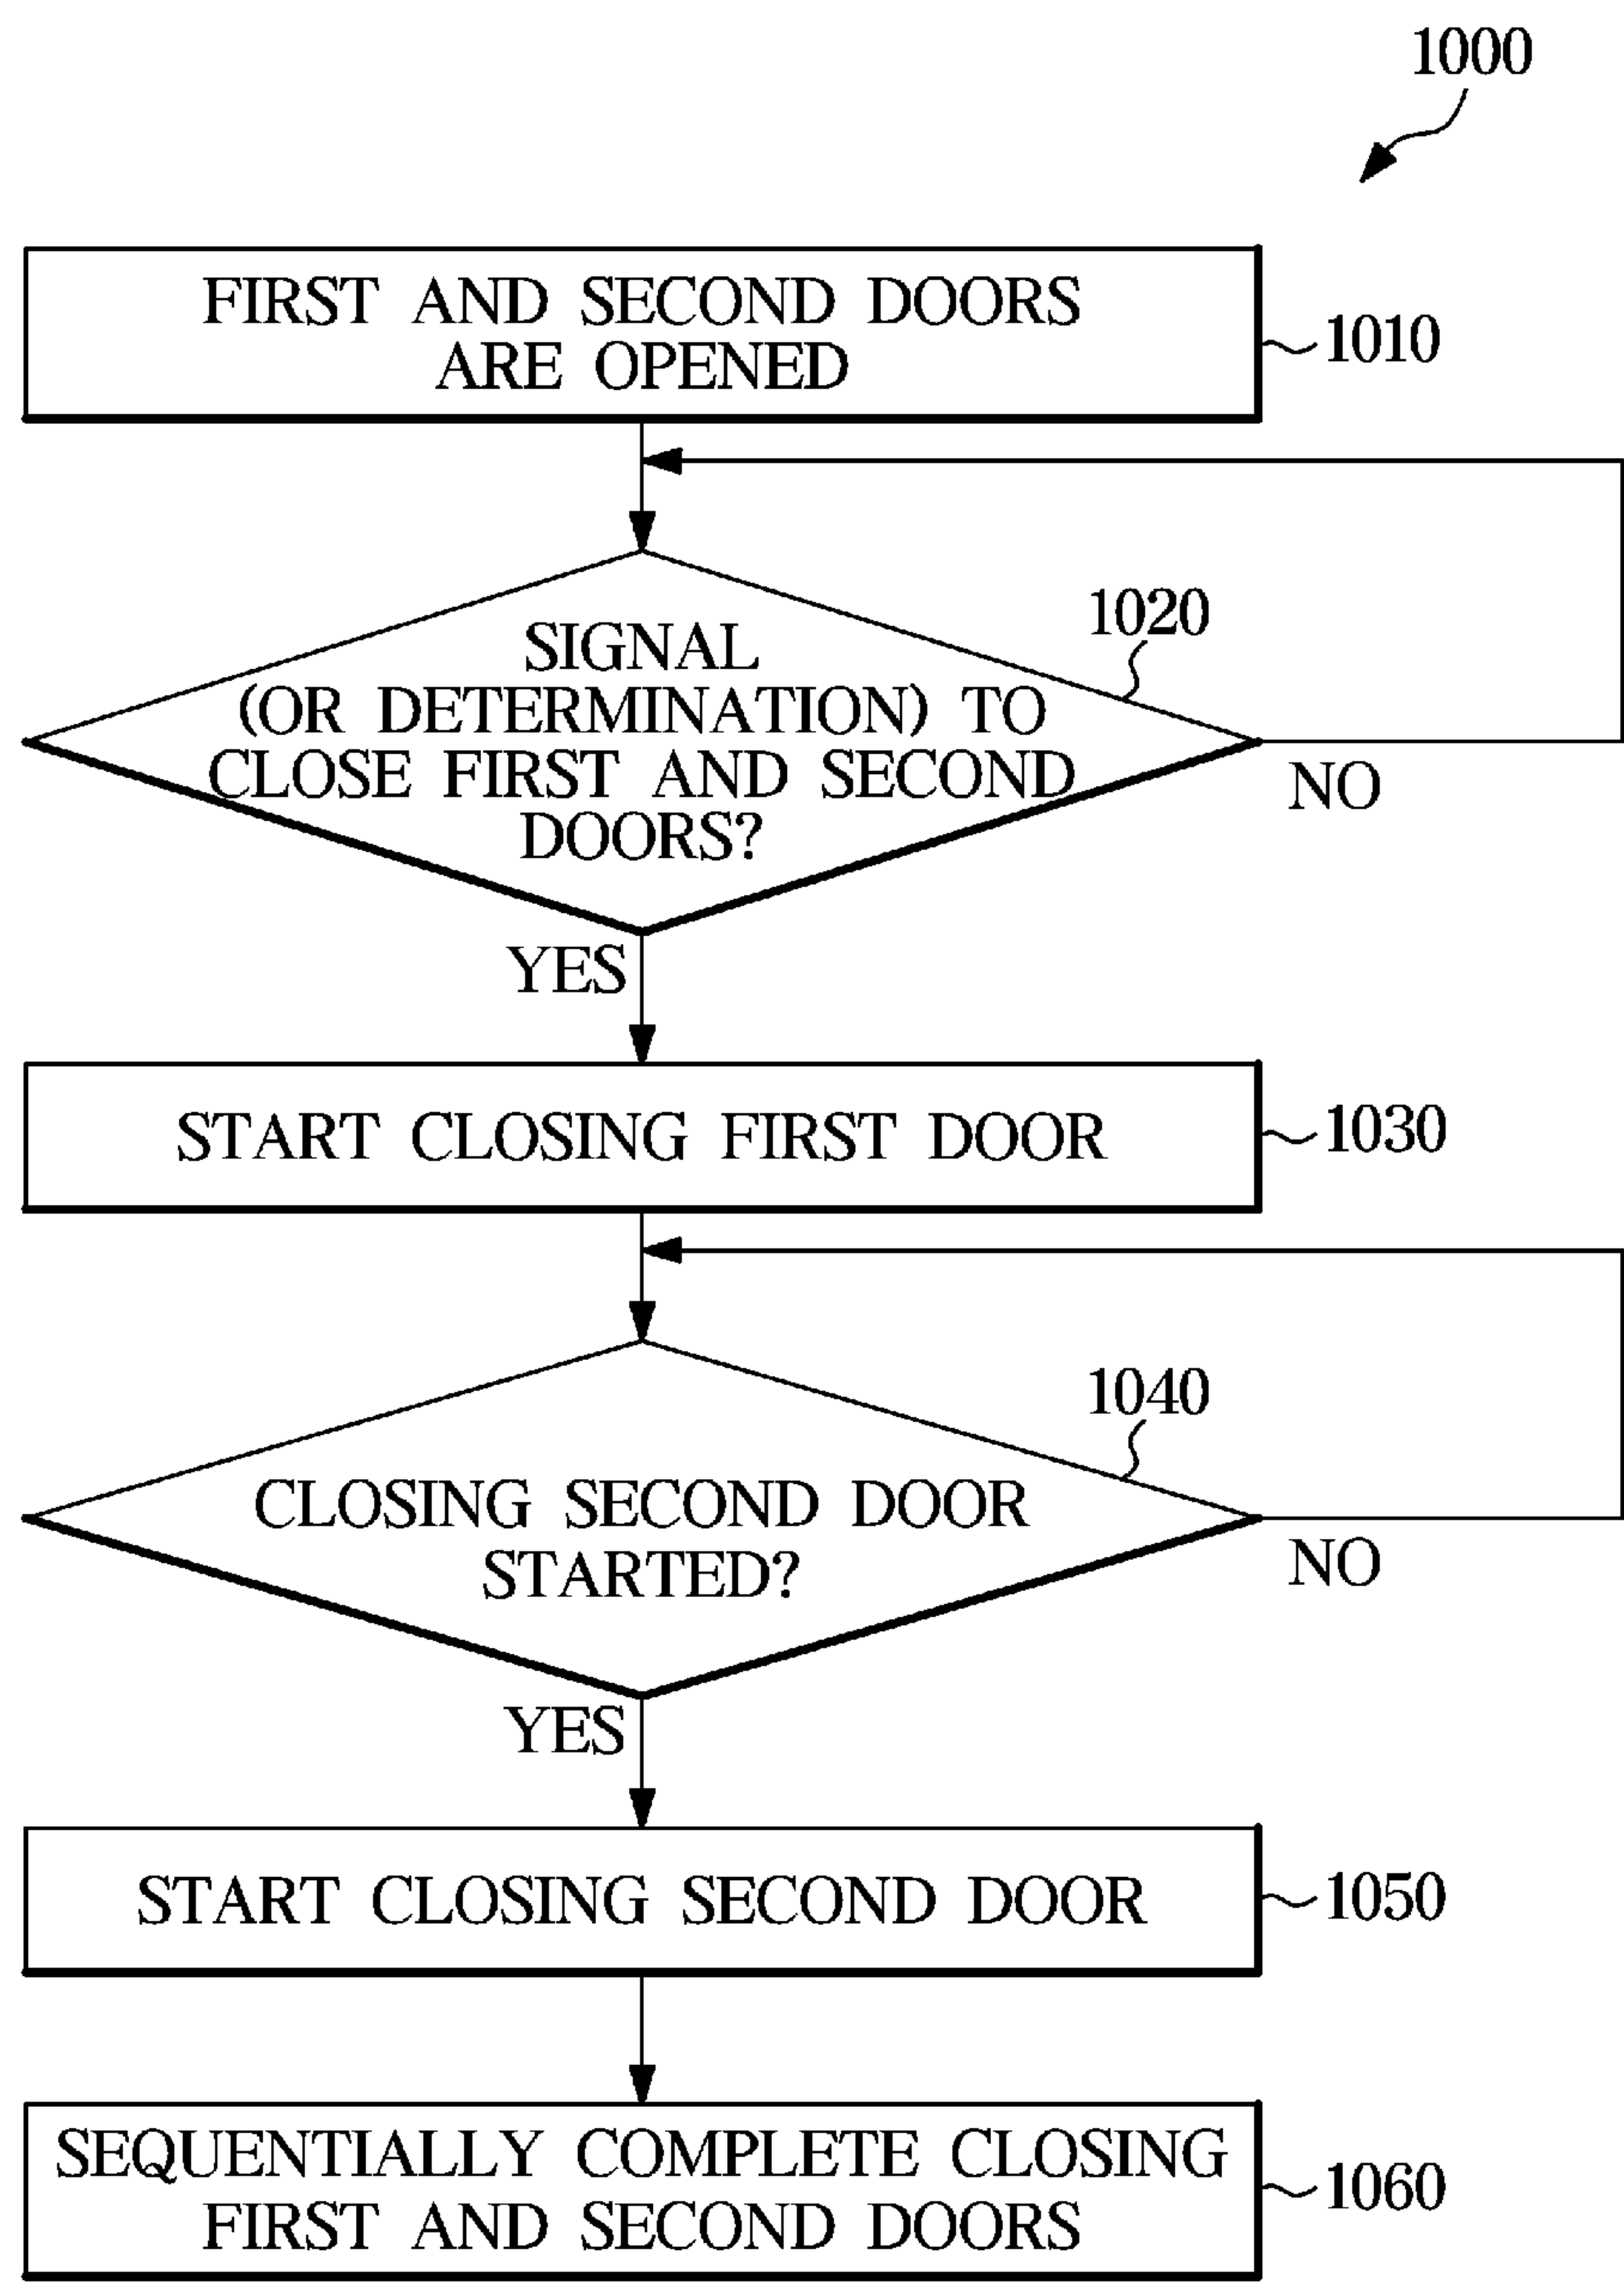 1000
FIRST AND SECOND DOORS
ARE OPENED
1010
1020
SIGNAL
(OR DETERMINATION) TO
CLOSE FIRST AND SECOND
DOORS?
NO
YES
START CLOSING FIRST DOOR
1030
1040
CLOSING SECOND DOOR
STARTED?
NO
YES
START CLOSING SECOND DOOR
1050
SEQUENTIALLY COMPLETE CLOSING
FIRST AND SECOND DOORS
1060